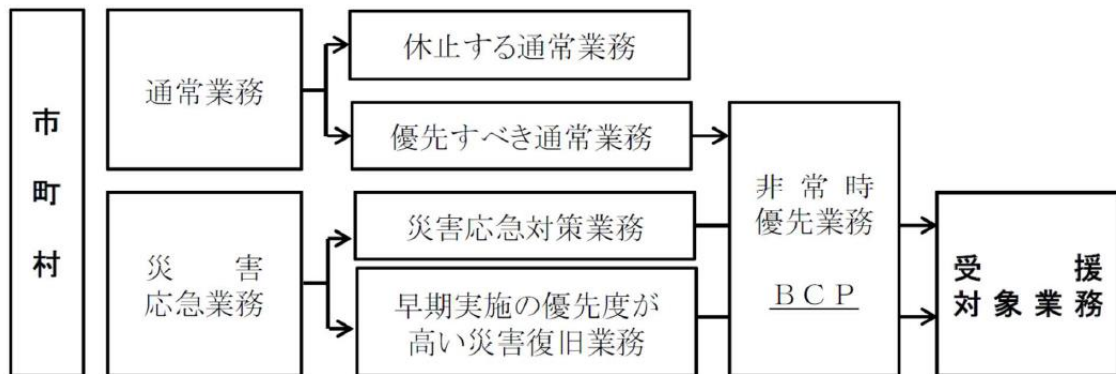 市町村
通常業務
休止する通常業務
優先すべき通常業務
災害
応急業務
災害応急対策業務
早期実施の優先度が
高い災害復旧業務
非常時
優先業務
ＢＣＰ
受援
対象業務